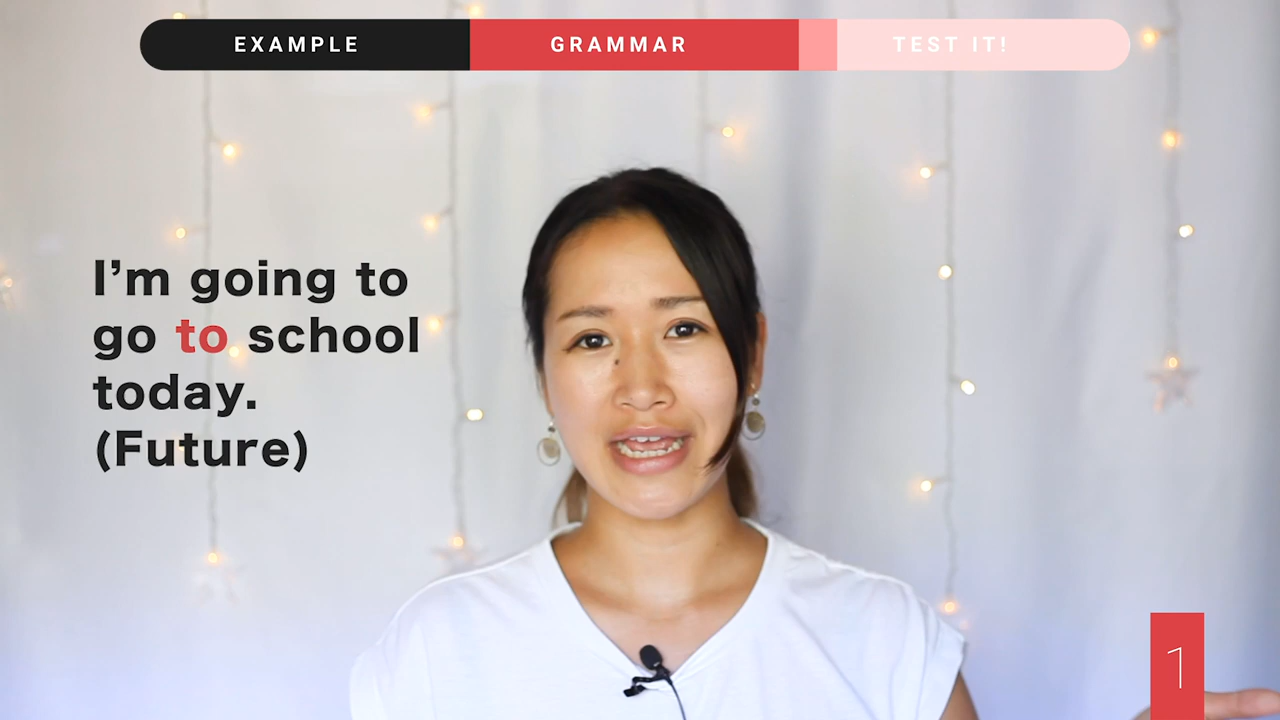 EXAMPLE GRAMMAR TEST IT!
I’m going to
go to school
today.
(Future)
1